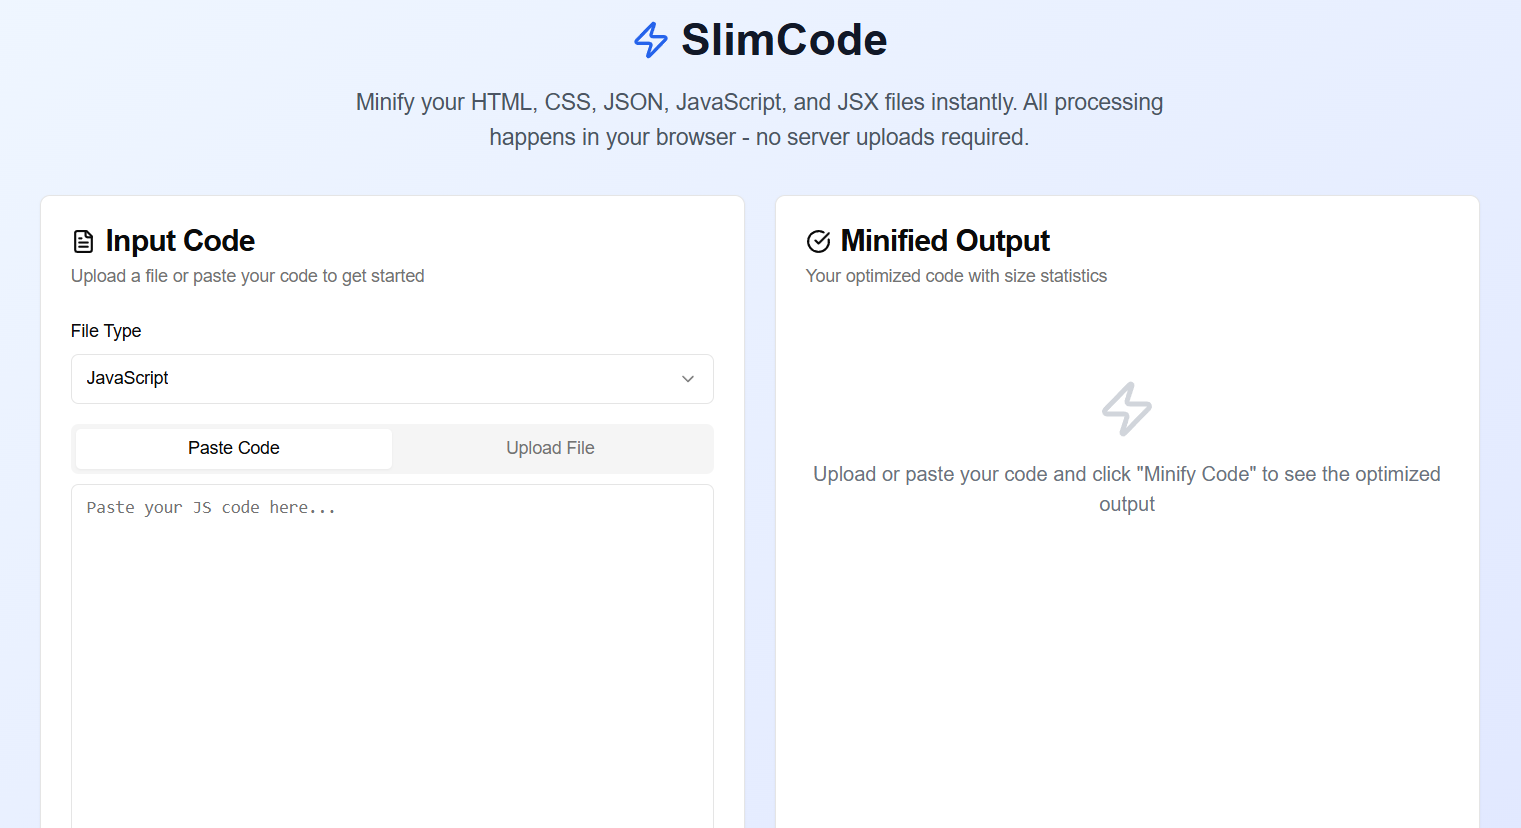 SlimCode
Minify your HTML, CSS, JSON, JavaScript, and JSX files instantly. All processing
happens in your browser - no server uploads required.
Input Code
Upload a file or paste your code to get started
File Type
JavaScript
Paste Code
Upload File
Paste your JS code here...
Minified Output
Your optimized code with size statistics
Upload or paste your code and click "Minify Code" to see the optimized
output